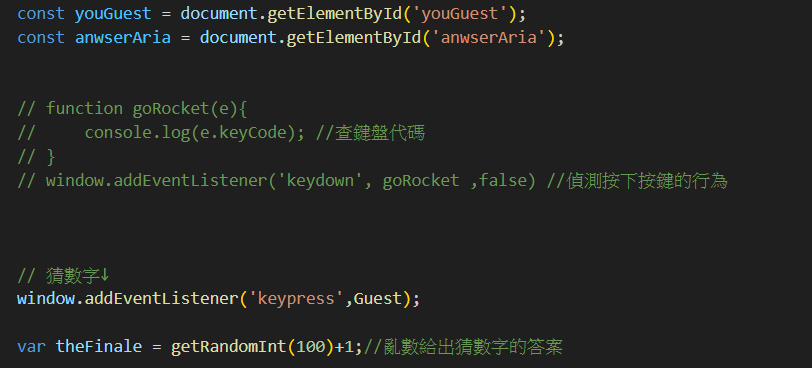 const youGuest = document.getElementById('youGuest');
const anwserAria = document.getElementById('anwserAria');
// function goRocket(e){
//     console.log(e.keyCode); //查鍵盤代碼
// }
// window.addEventListener('keydown', goRocket ,false) //偵測按下按鍵的行為
// 猜數字↓
window.addEventListener('keypress',Guest);
var theFinale = getRandomInt(100)+1;//亂數給出猜數字的答案